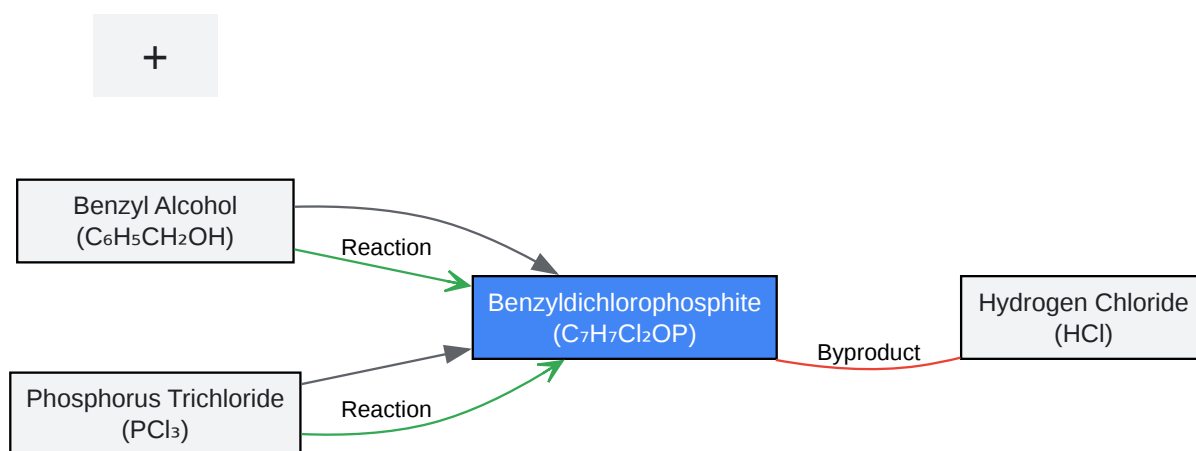 +
Benzyl Alcohol
(C₆H₅CH₂OH)
Reaction
Benzyldichlorophosphite
(C₇H₇Cl₂OP)
Hydrogen Chloride
(HCl)
Byproduct
Phosphorus Trichloride
(PCl₃)
Reaction